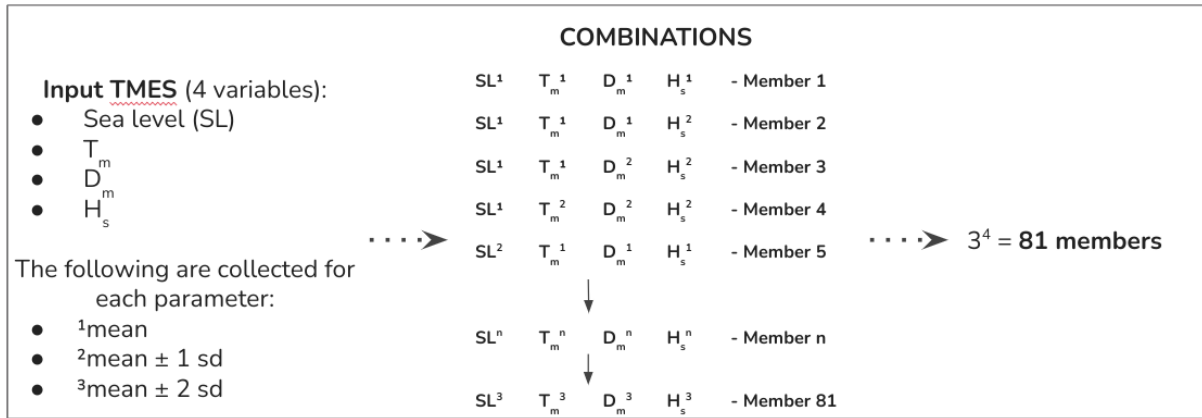 COMBINATIONS
Input TMES (4 variables):
● Sea level (SL)
● Tₘ
● Dₘ
● Hₛ
The following are collected for
each parameter:
● ¹mean
● ²mean ± 1 sd
● ³mean ± 2 sd
SL¹ Tₘ¹ Dₘ¹ Hₛ¹ - Member 1
SL¹ Tₘ¹ Dₘ¹ Hₛ² - Member 2
SL¹ Tₘ¹ Dₘ² Hₛ² - Member 3
SL¹ Tₘ² Dₘ² Hₛ² - Member 4
SL² Tₘ¹ Dₘ¹ Hₛ¹ - Member 5
SLⁿ Tₘⁿ Dₘⁿ Hₛⁿ - Member n
SL³ Tₘ³ Dₘ³ Hₛ³ - Member 81
3⁴ = 81 members